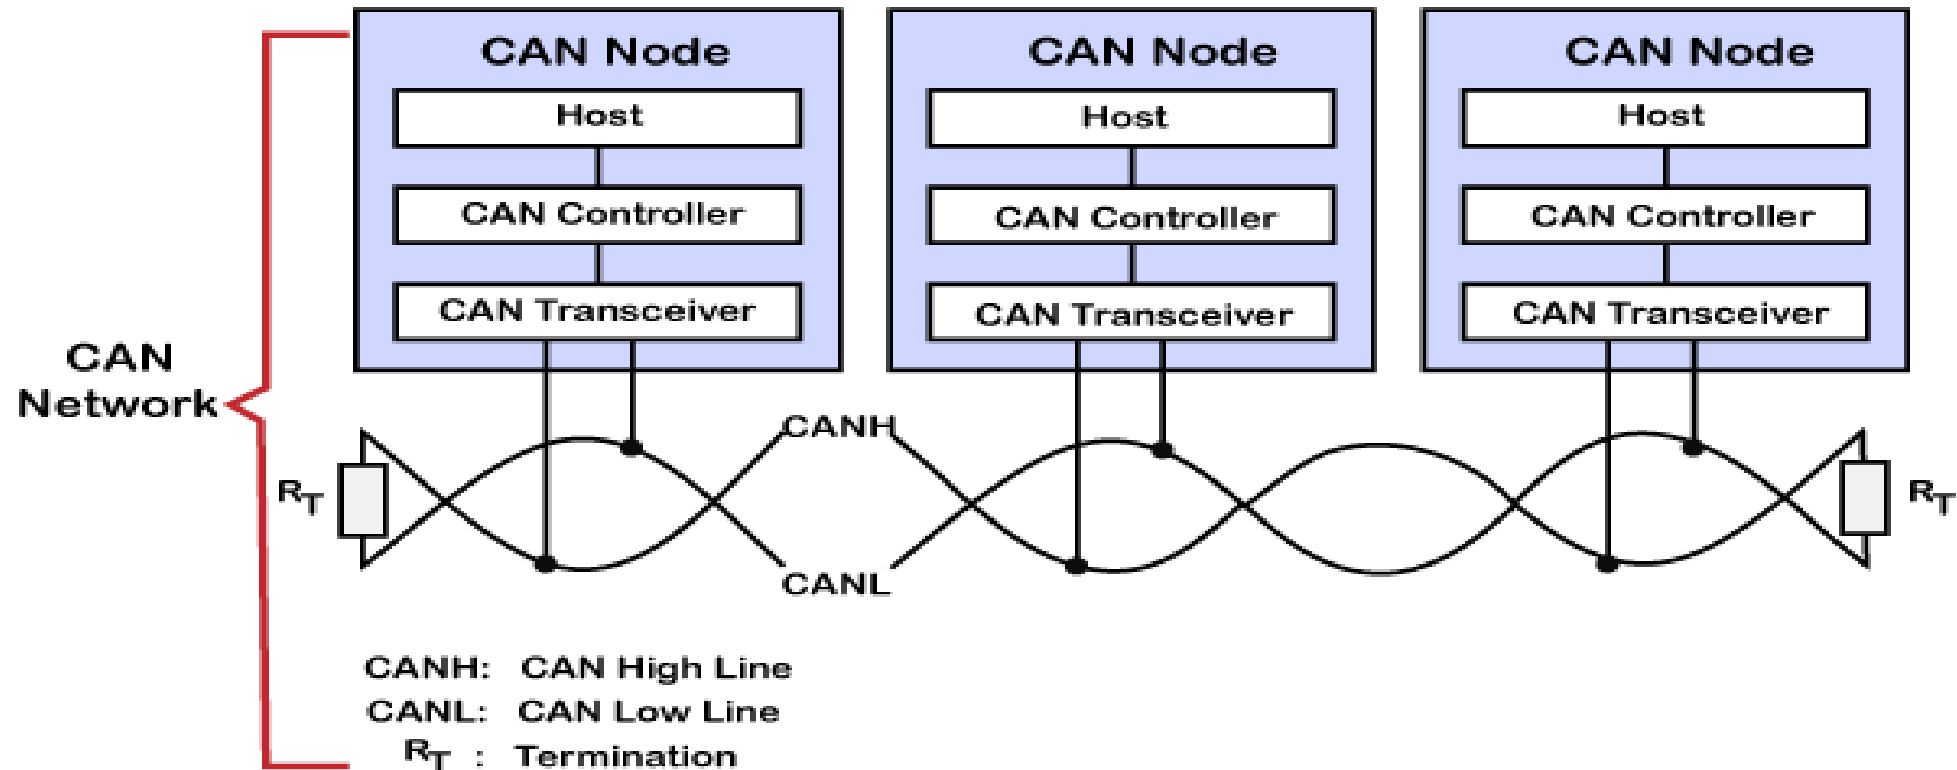 CAN Node
Host
CAN Controller
CAN Transceiver
CAN Node
Host
CAN Controller
CAN Transceiver
CAN Node
Host
CAN Controller
CAN Transceiver
CAN
Network
RT
CANH
CANL
RT
CANH: CAN High Line
CANL: CAN Low Line
RT : Termination